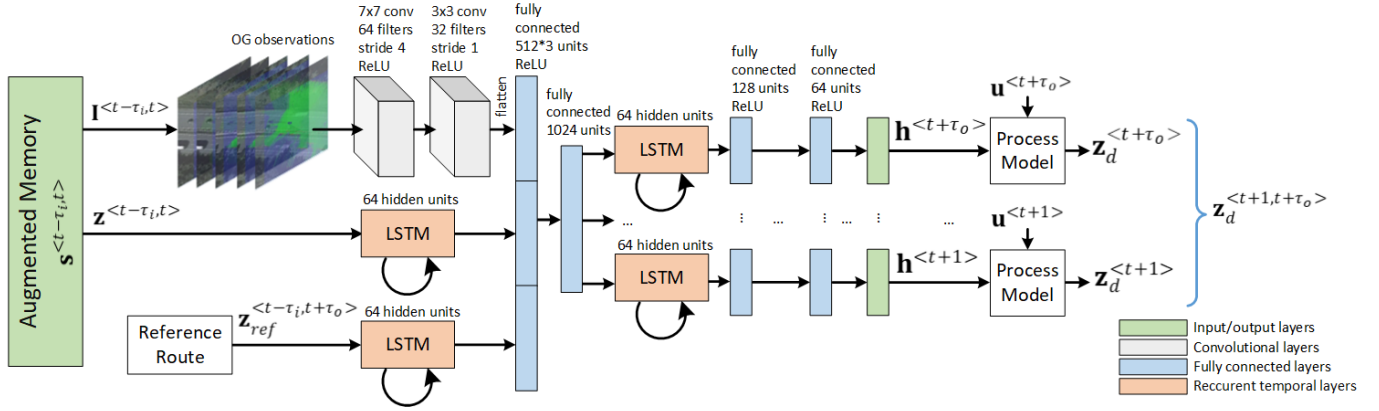 Augmented Memory
s<t−τi,t>
I<t−τi,t>
OG observations
7x7 conv
64 filters
stride 4
ReLU
3x3 conv
32 filters
stride 1
ReLU
flatten
fully
connected
512*3 units
ReLU
z<t−τi,t>
64 hidden units
LSTM
Reference
Route
zref<t−τi,t+τo>
64 hidden units
LSTM
fully
connected
1024 units
64 hidden units
LSTM
...
64 hidden units
LSTM
fully
connected
128 units
ReLU
fully
connected
64 units
ReLU
...
...
...
...
h<t+τo>
u<t+τo>
Process
Model
zd<t+τo>
h<t+1>
u<t+1>
Process
Model
zd<t+1>
zd<t+1,t+τo>
Input/output layers
Convolutional layers
Fully connected layers
Reccurent temporal layers